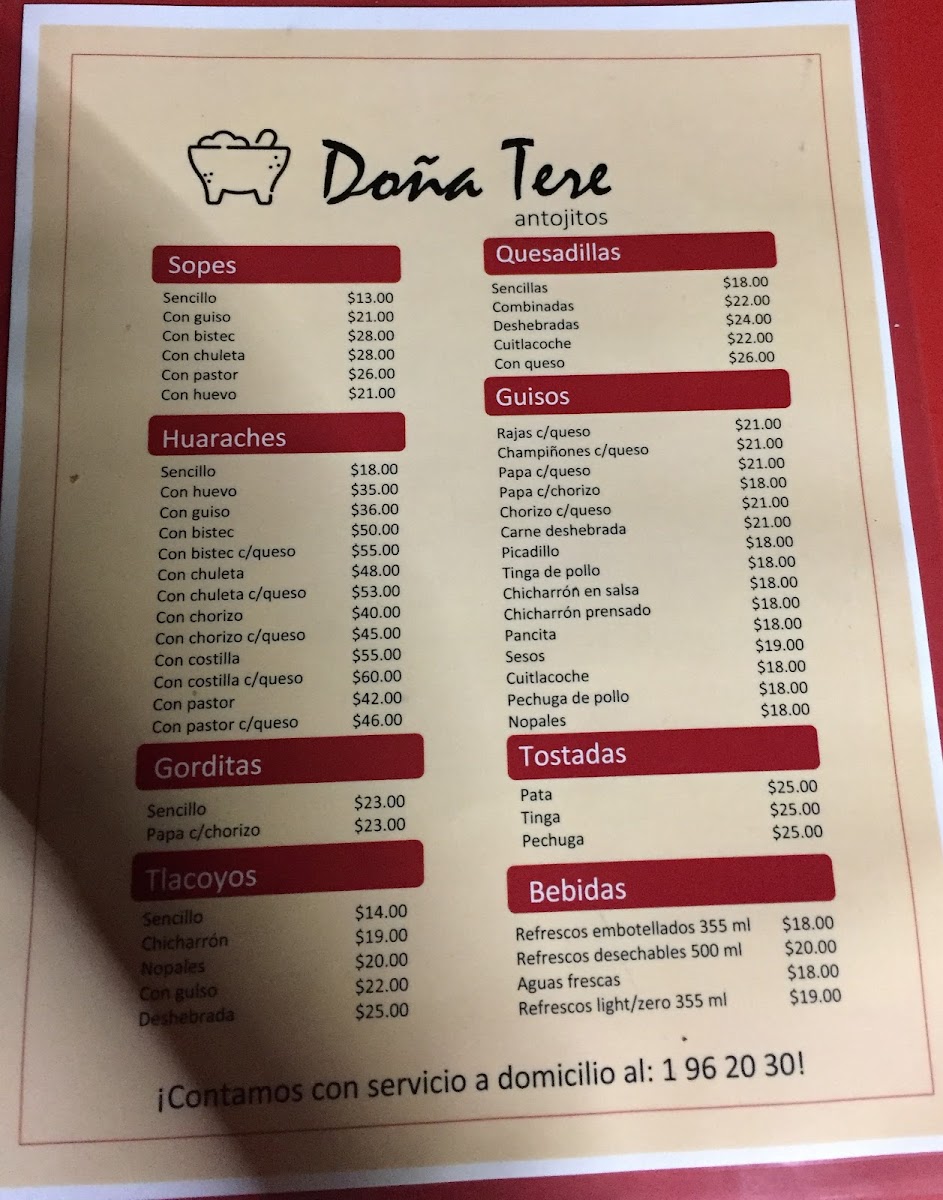 Doña Tere
antojitos
Sopes
Sencillo $13.00
Con guiso $21.00
Con bistec $28.00
Con chuleta $28.00
Con pastor $26.00
Con huevo $21.00
Huaraches
Sencillo $18.00
Con huevo $35.00
Con guiso $36.00
Con bistec $50.00
Con bistec c/queso $55.00
Con chuleta $48.00
Con chuleta c/queso $53.00
Con chorizo $40.00
Con chorizo c/queso $45.00
Con costilla $55.00
Con costilla c/queso $60.00
Con pastor $42.00
Con pastor c/queso $46.00
Gorditas
Sencillo $23.00
Papa c/chorizo $23.00
Tlacoyos
Sencillo $14.00
Chicharrón $19.00
Nopales $20.00
Con guiso $22.00
Deshebrada $25.00
Quesadillas
Sencillas $18.00
Combinadas $22.00
Deshebradas $24.00
Cuitlacoche $22.00
Con queso $26.00
Guisos
Rajas c/queso $21.00
Champiñones c/queso $21.00
Papa c/queso $21.00
Papa c/chorizo $18.00
Chorizo c/queso $21.00
Carne deshebrada $21.00
Picadillo $18.00
Tinga de pollo $18.00
Chicharrón en salsa $18.00
Chicharrón prensado $18.00
Pancita $18.00
Sesos $19.00
Cuitlacoche $18.00
Pechuga de pollo $18.00
Nopales $18.00
Tostadas
Pata $25.00
Tinga $25.00
Pechuga $25.00
Bebidas
Refrescos embotellados 355 ml $18.00
Refrescos desechables 500 ml $20.00
Aguas frescas $18.00
Refrescos light/zero 355 ml $19.00
¡Contamos con servicio a domicilio al: 1 96 20 30!